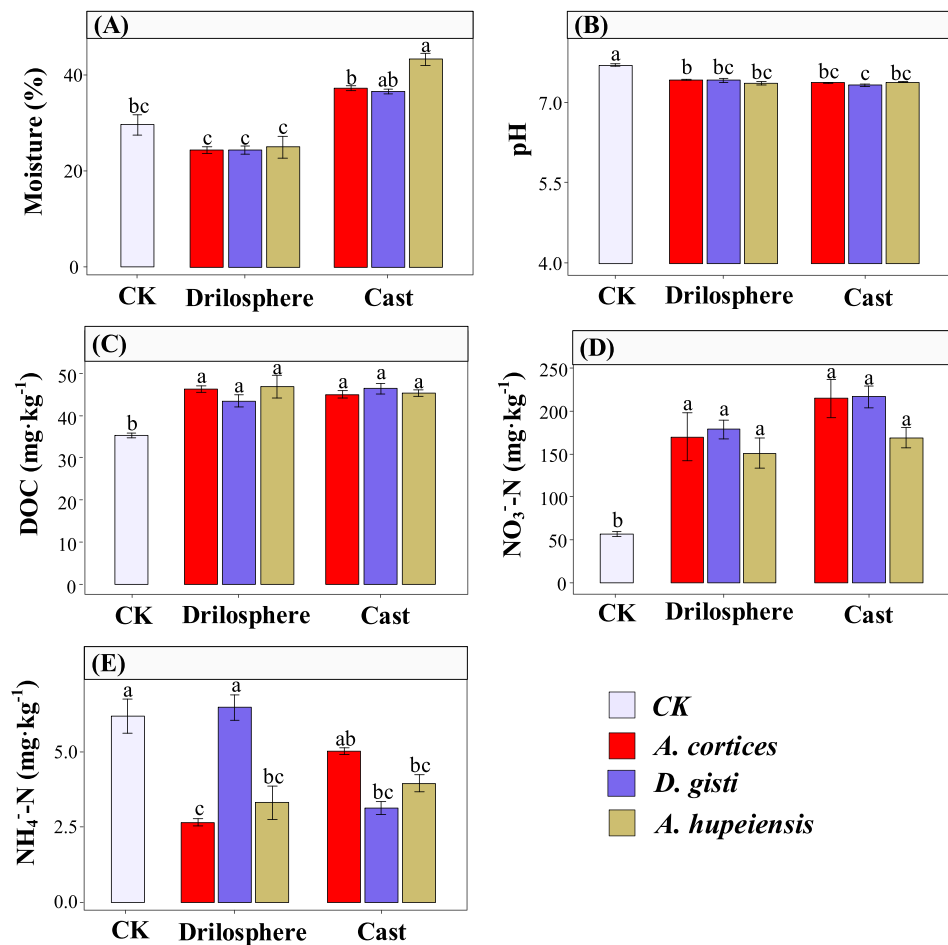 (A)
Moisture (%)
40
20
0
bc
c c c
b ab a
CK Drilosphere Cast
(B)
pH
7.0
5.5
4.0
a
b bc bc
bc c bc
CK Drilosphere Cast
(C)
DOC (mg·kg⁻¹)
50
40
30
20
10
0
b
a a a
a a a
CK Drilosphere Cast
(D)
NO₃⁻-N (mg·kg⁻¹)
250
200
150
100
50
0
b
a a a
a a a
CK Drilosphere Cast
(E)
NH₄⁻-N (mg·kg⁻¹)
5.0
2.5
0.0
a
c a bc
ab bc bc
CK Drilosphere Cast
CK
A. cortices
D. gisti
A. hupeiensis